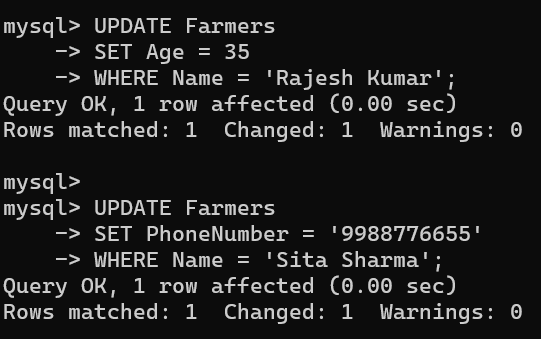 mysql> UPDATE Farmers
    -> SET Age = 35
    -> WHERE Name = 'Rajesh Kumar';
Query OK, 1 row affected (0.00 sec)
Rows matched: 1  Changed: 1  Warnings: 0

mysql>
mysql> UPDATE Farmers
    -> SET PhoneNumber = '9988776655'
    -> WHERE Name = 'Sita Sharma';
Query OK, 1 row affected (0.00 sec)
Rows matched: 1  Changed: 1  Warnings: 0